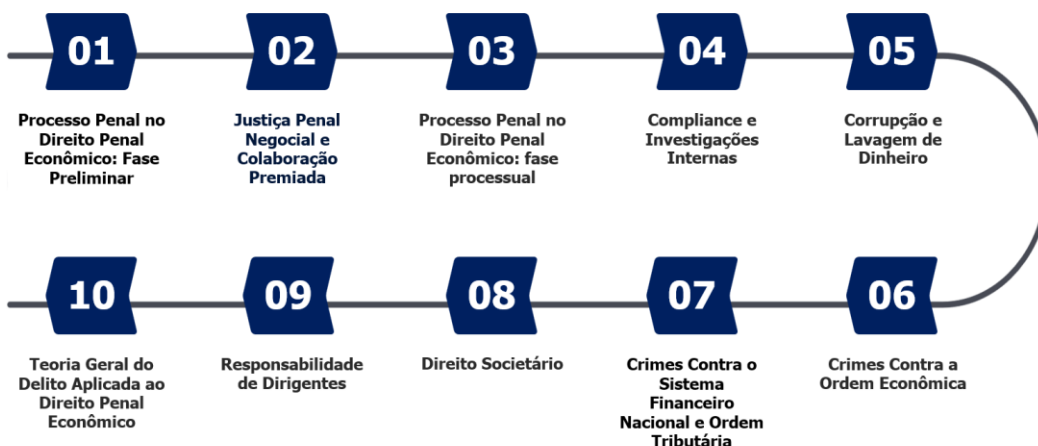 01
02
03
04
05
Processo Penal no
Direito Penal
Econômico: Fase
Preliminar
Justiça Penal
Negocial e
Colaboração
Premiada
Processo Penal no
Direito Penal
Econômico: fase
processual
Compliance e
Investigações
Internas
Corrupção e
Lavagem de
Dinheiro
10
09
08
07
06
Teoria Geral do
Delito Aplicada ao
Direito Penal
Econômico
Responsabilidade
de Dirigentes
Direito Societário
Crimes Contra o
Sistema
Financeiro
Nacional e Ordem
Tributária
Crimes Contra a
Ordem Econômica